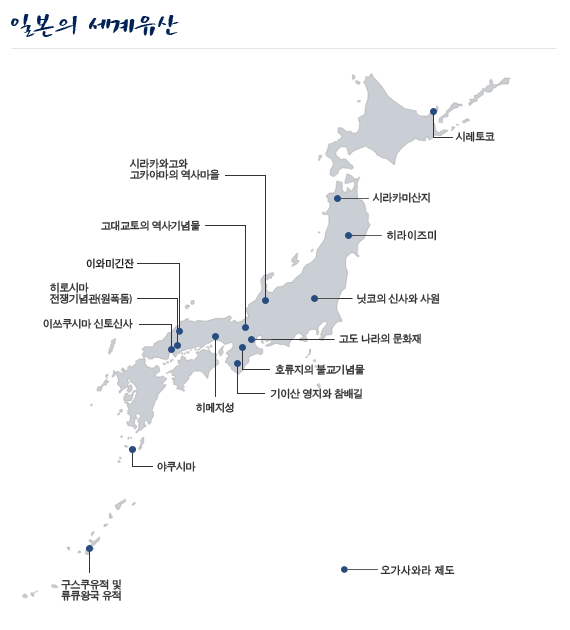 일본의 세계유산
시레토코
시라카와고와
고카야마의 역사마을
시라카미산지
고대교토의 역사기념물
히라이즈미
이와미긴잔
히로시마
전쟁기념관(원폭돔)
닛코의 신사와 사원
이쓰쿠시마 신토신사
고도 나라의 문화재
호류지의 불교기념물
기이산 영지와 참배길
히메지성
야쿠시마
오가사와라 제도
구스쿠유적 및
류큐왕국 유적